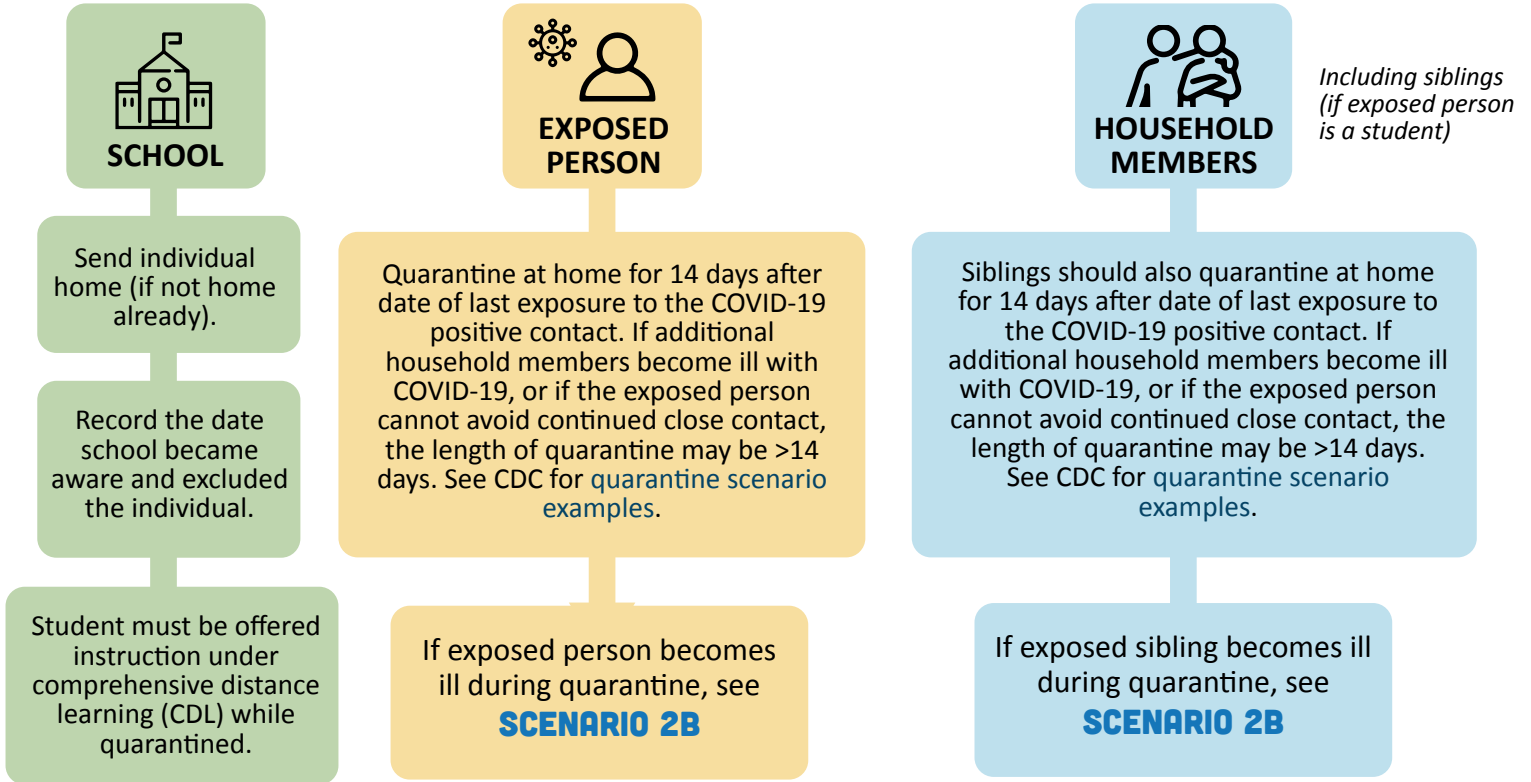 SCHOOL
Send individual
home (if not home
already).
Record the date
school became
aware and excluded
the individual.
Student must be offered
instruction under
comprehensive distance
learning (CDL) while
quarantined.
EXPOSED
PERSON
Quarantine at home for 14 days after
date of last exposure to the COVID-19
positive contact. If additional
household members become ill with
COVID-19, or if the exposed person
cannot avoid continued close contact,
the length of quarantine may be >14
days. See CDC for quarantine scenario
examples.
If exposed person becomes
ill during quarantine, see
SCENARIO 2B
HOUSEHOLD
MEMBERS
Including siblings
(if exposed person
is a student)
Siblings should also quarantine at home
for 14 days after date of last exposure to
the COVID-19 positive contact. If
additional household members become ill
with COVID-19, or if the exposed person
cannot avoid continued close contact, the
length of quarantine may be >14 days.
See CDC for quarantine scenario
examples.
If exposed sibling becomes ill
during quarantine, see
SCENARIO 2B